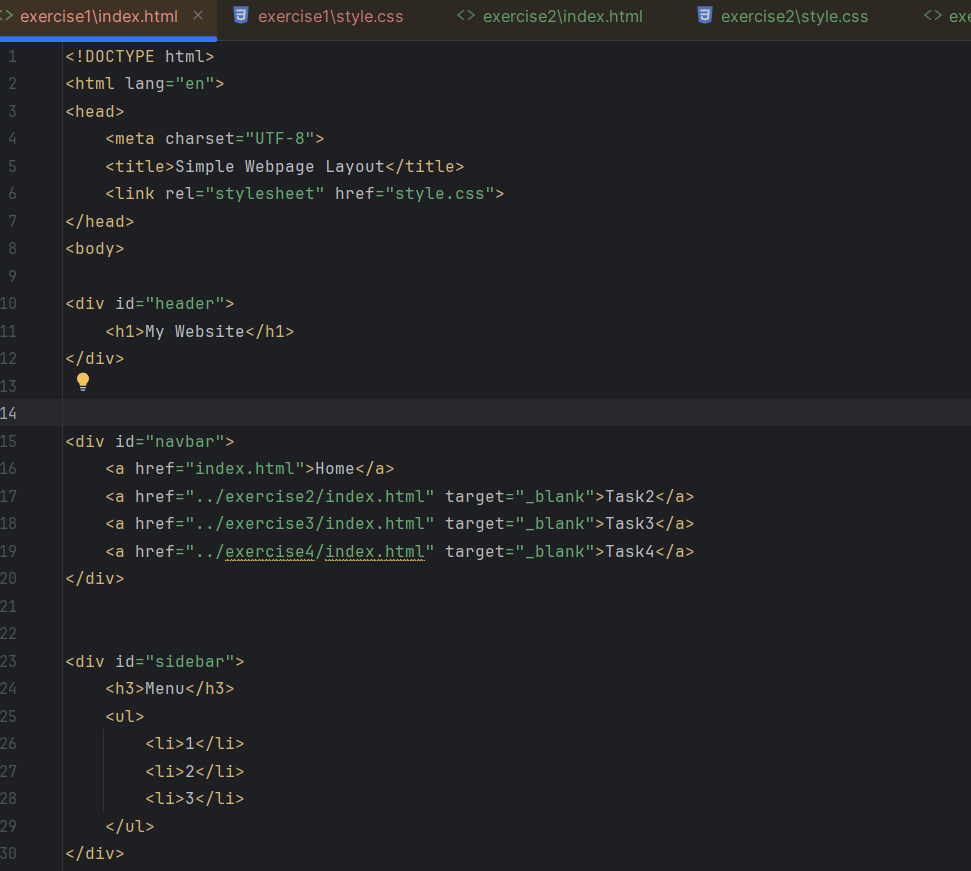 exercise1\index.html exercise1\style.css exercise2\index.html exercise2\style.css
1 <!DOCTYPE html>
2 <html lang="en">
3 <head>
4     <meta charset="UTF-8">
5     <title>Simple Webpage Layout</title>
6     <link rel="stylesheet" href="style.css">
7 </head>
8 <body>
9
10 <div id="header">
11     <h1>My Website</h1>
12 </div>
13
14
15 <div id="navbar">
16     <a href="index.html">Home</a>
17     <a href="../exercise2/index.html" target="_blank">Task2</a>
18     <a href="../exercise3/index.html" target="_blank">Task3</a>
19     <a href="../exercise4/index.html" target="_blank">Task4</a>
20 </div>
21
22
23 <div id="sidebar">
24     <h3>Menu</h3>
25     <ul>
26         <li>1</li>
27         <li>2</li>
28         <li>3</li>
29     </ul>
30 </div>